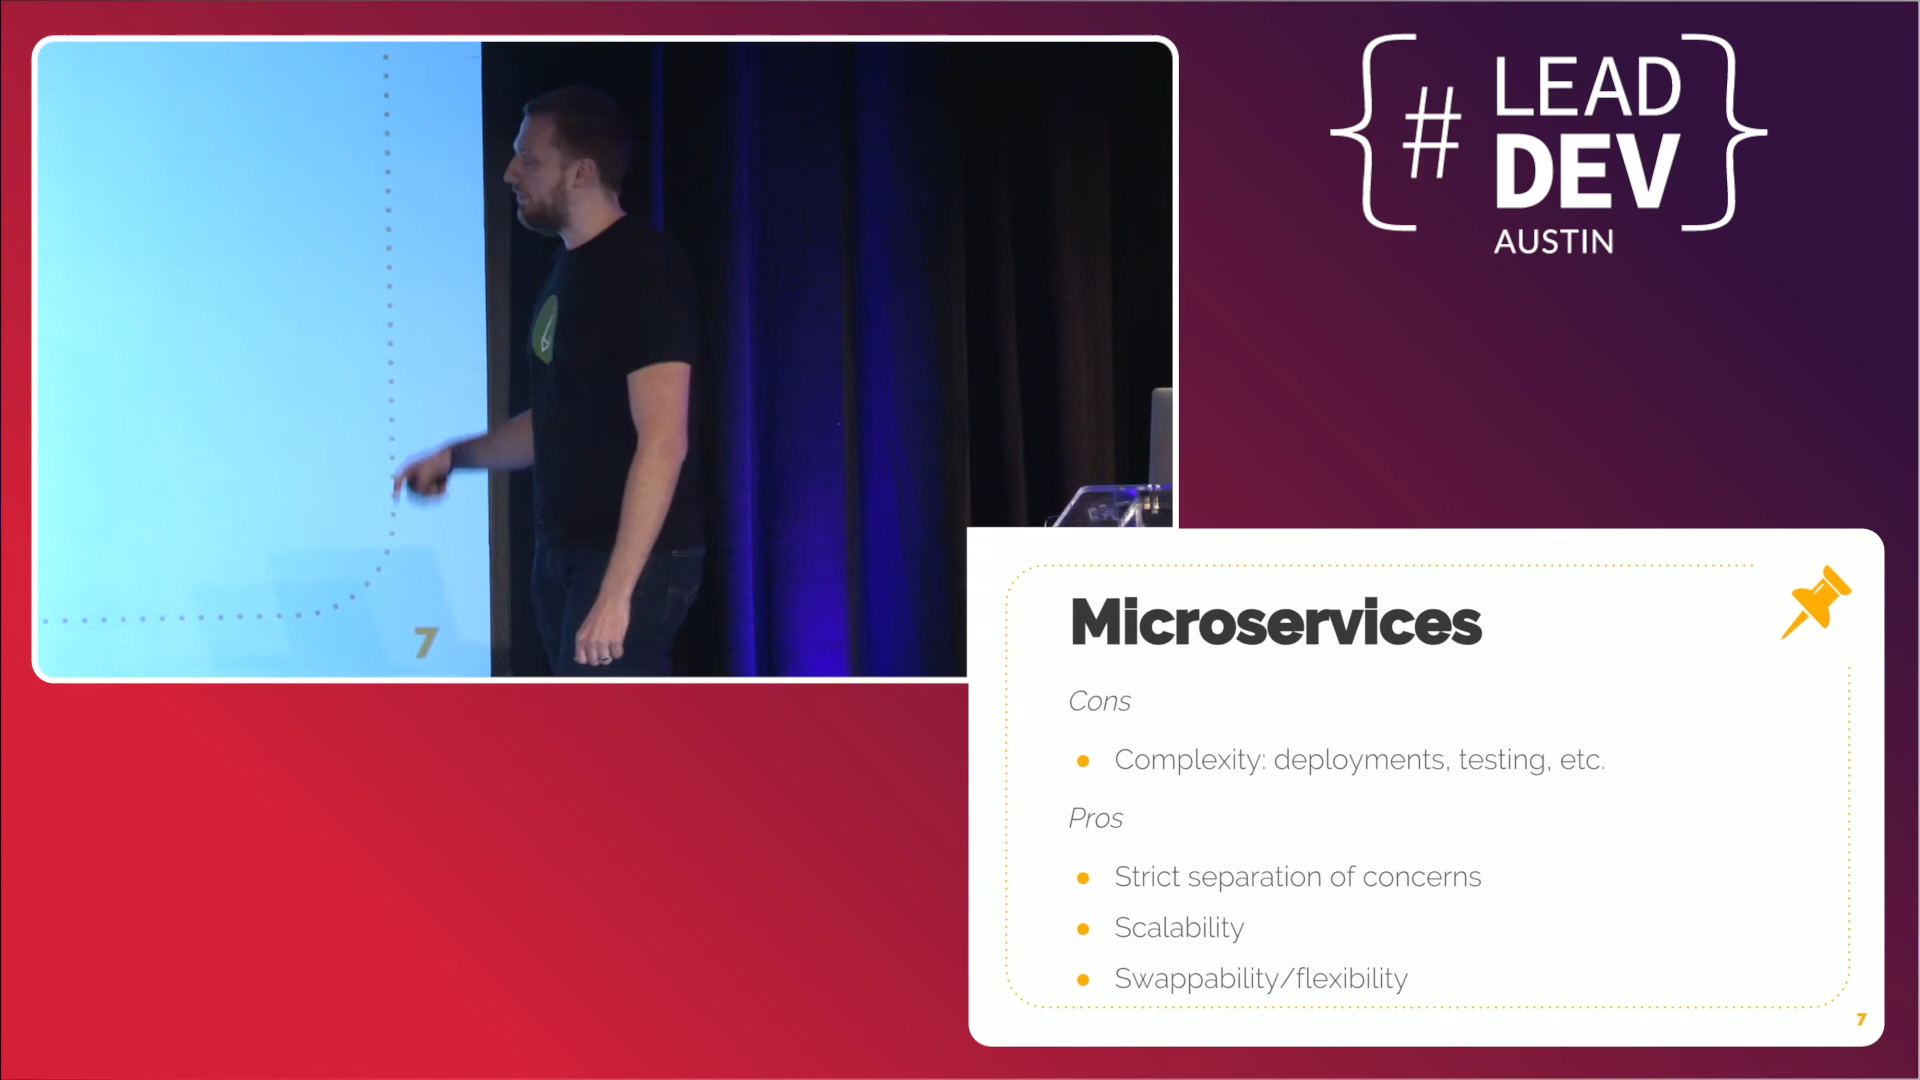 # LEAD
DEV
AUSTIN
7
Microservices
Cons
Complexity: deployments, testing, etc.
Pros
Strict separation of concerns
Scalability
Swappability/flexibility
7